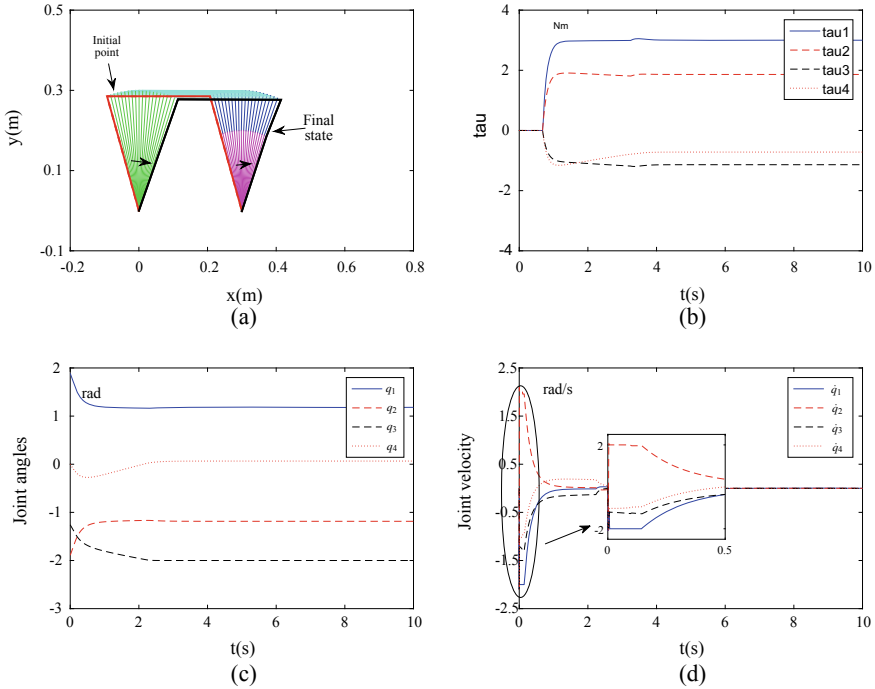 0.5
0.3
0.1
-0.1
y(m)
Initial
point
Final
state
-0.2
0
0.2
0.4
0.6
0.8
x(m)
(a)
4
2
0
-2
-4
tau
Nm
tau1
tau2
tau3
tau4
0
2
4
6
8
10
t(s)
(b)
2
1
0
-1
-2
-3
Joint angles
rad
q1
q2
q3
q4
0
2
4
6
8
10
t(s)
(c)
2.5
1.5
0.5
-0.5
-1.5
-2.5
Joint velocity
rad/s
q̇1
q̇2
q̇3
q̇4
2
0
-2
0
0.5
0
2
4
6
8
10
t(s)
(d)